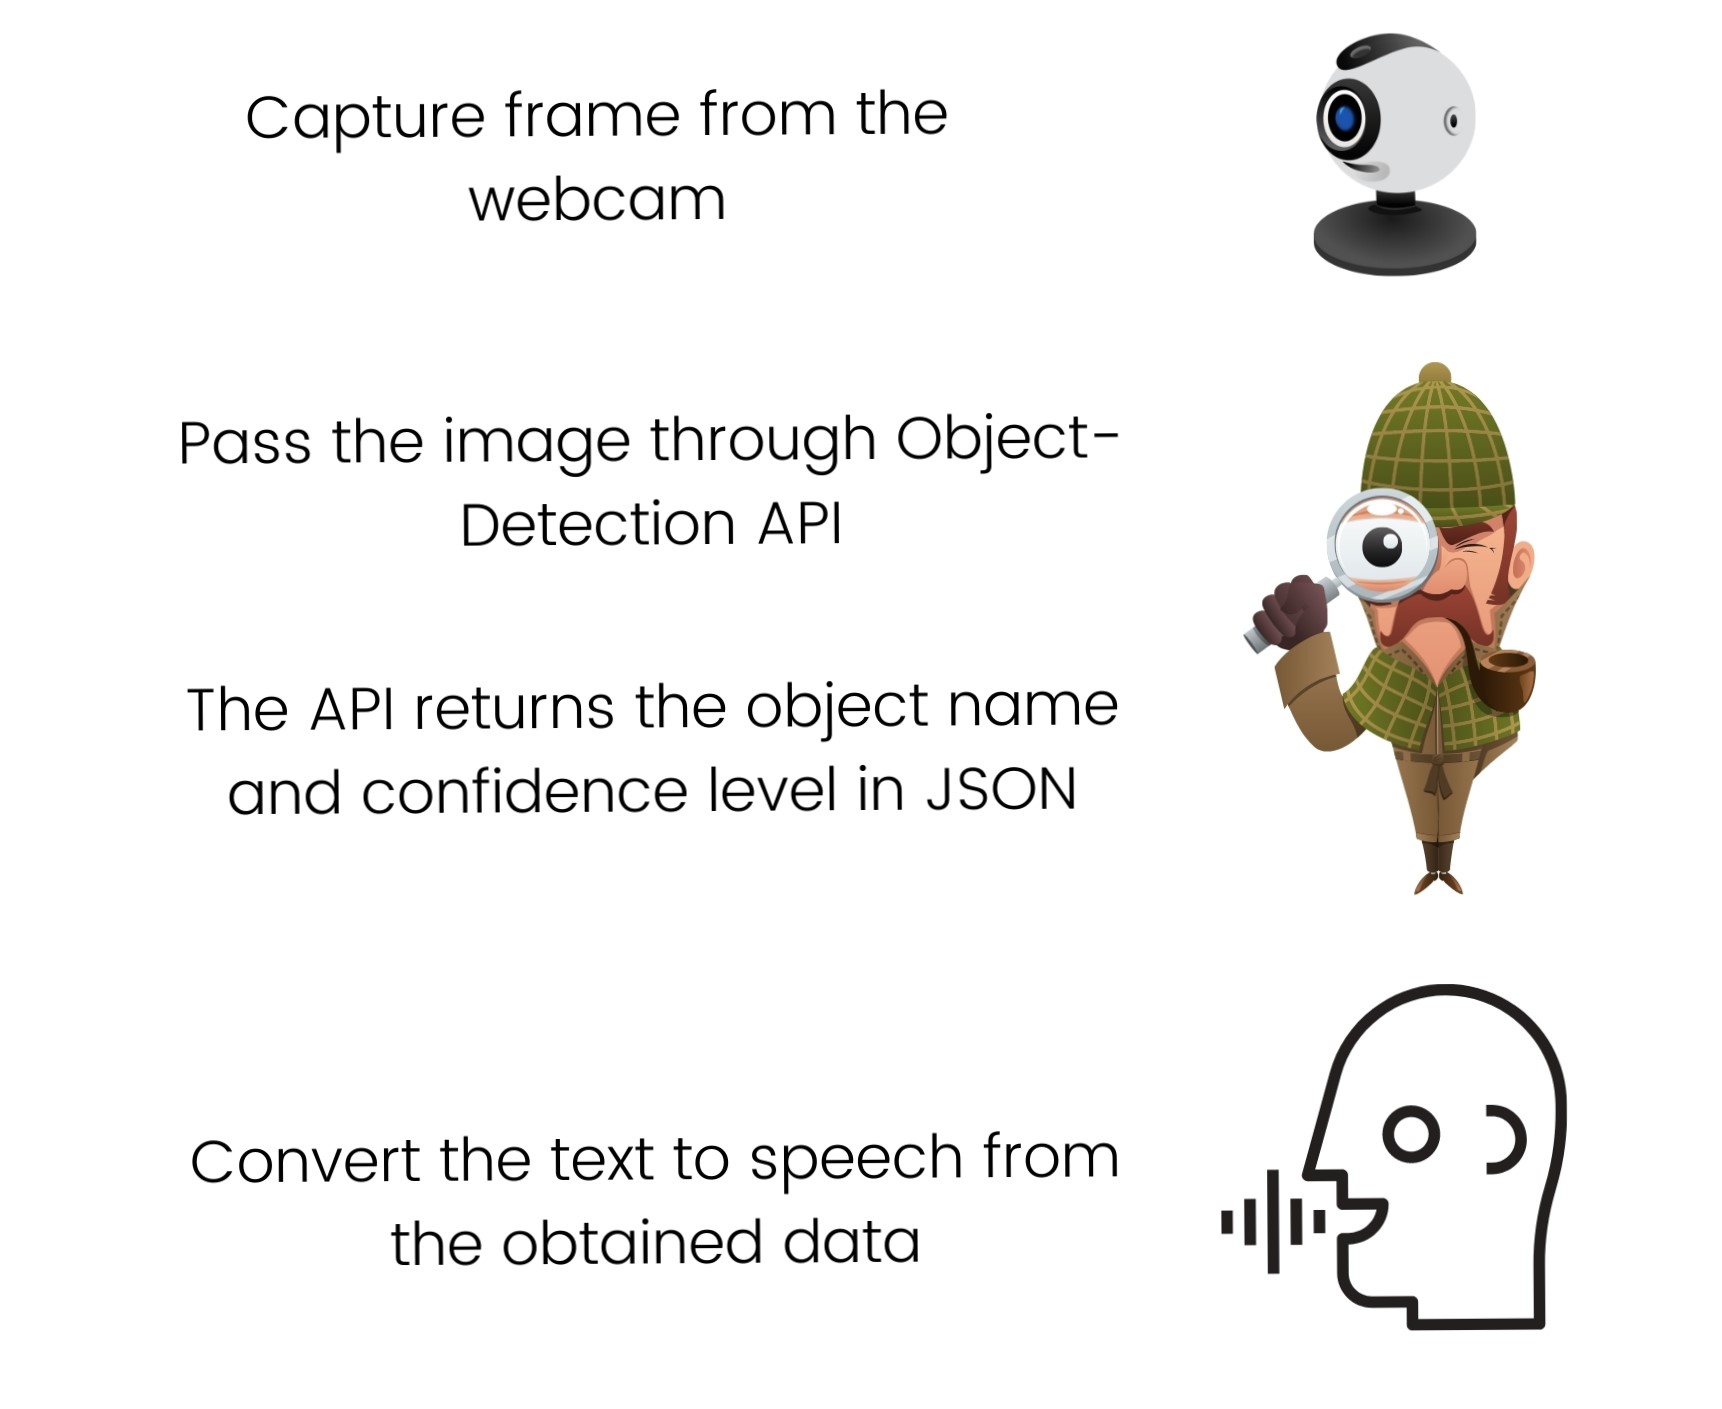 Capture frame from the
webcam
Pass the image through Object-
Detection API
The API returns the object name
and confidence level in JSON
Convert the text to speech from
the obtained data